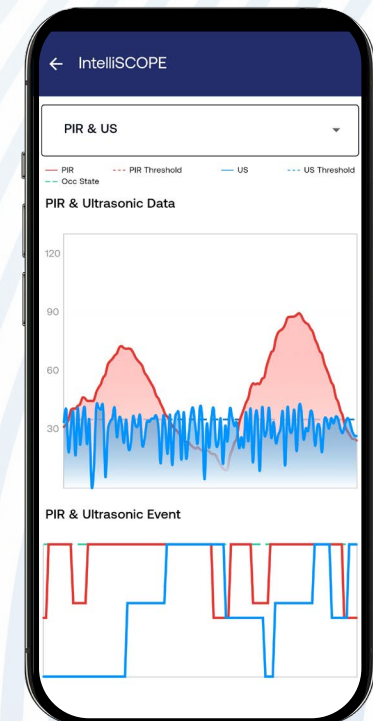 IntelliSCOPE
PIR & US
PIR
PIR Threshold
US
US Threshold
Occ State
PIR & Ultrasonic Data
120
90
60
30
PIR & Ultrasonic Event